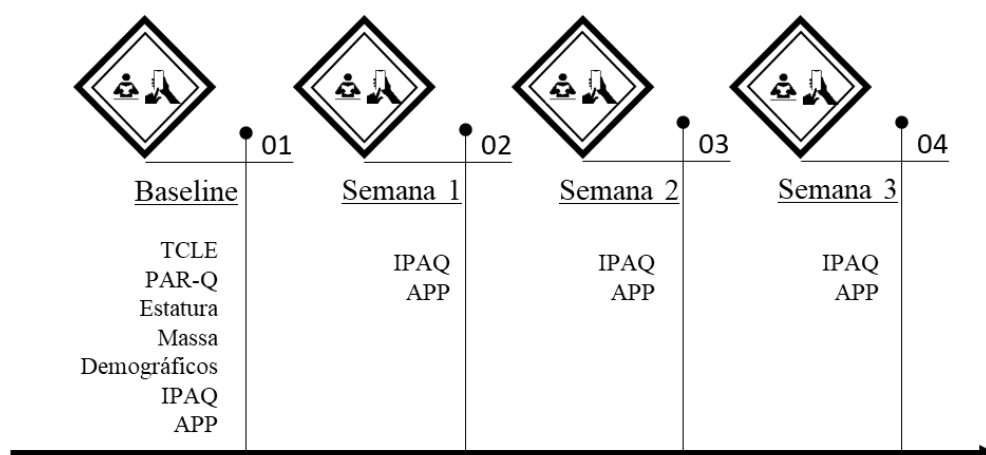 01
Baseline
TCLE
PAR-Q
Estatura
Massa
Demográficos
IPAQ
APP
02
Semana 1
IPAQ
APP
03
Semana 2
IPAQ
APP
04
Semana 3
IPAQ
APP